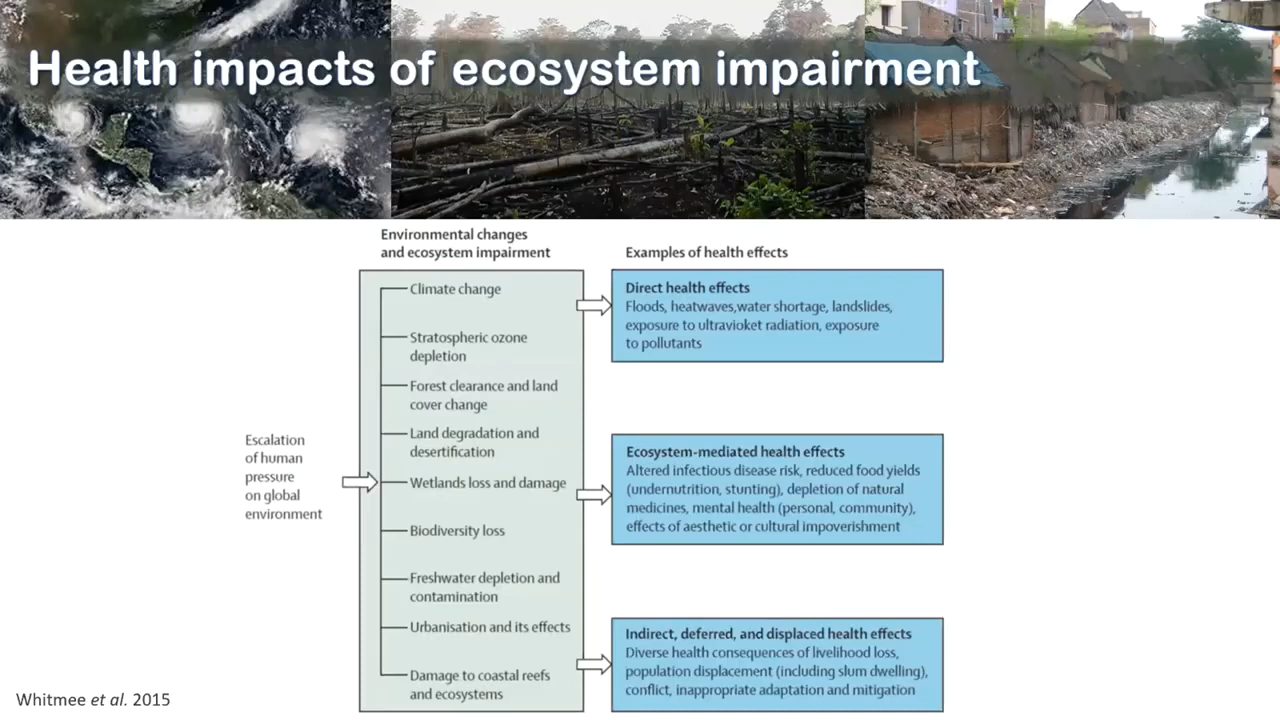 Health impacts of ecosystem impairment
Environmental changes
and ecosystem impairment
Examples of health effects
Escalation
of human
pressure
on global
environment
Climate change
Stratospheric ozone
depletion
Forest clearance and land
cover change
Land degradation and
desertification
Wetlands loss and damage
Biodiversity loss
Freshwater depletion and
contamination
Urbanisation and its effects
Damage to coastal reefs
and ecosystems
Direct health effects
Floods, heatwaves,water shortage, landslides,
exposure to ultravioket radiation, exposure
to pollutants
Ecosystem-mediated health effects
Altered infectious disease risk, reduced food yields
(undernutrition, stunting), depletion of natural
medicines, mental health (personal, community),
effects of aesthetic or cultural impoverishment
Indirect, deferred, and displaced health effects
Diverse health consequences of livelihood loss,
population displacement (including slum dwelling),
conflict, inappropriate adaptation and mitigation
Whitmee et al. 2015